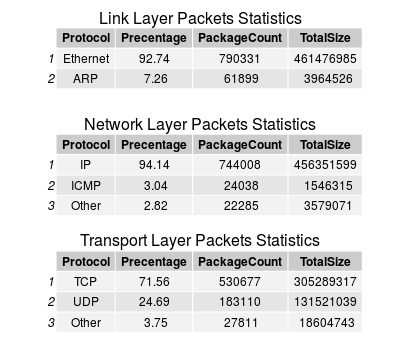 Link Layer Packets Statistics
Protocol Precentage PackageCount TotalSize
1 Ethernet 92.74 790331 461476985
2 ARP 7.26 61899 3964526
Network Layer Packets Statistics
Protocol Precentage PackageCount TotalSize
1 IP 94.14 744008 456351599
2 ICMP 3.04 24038 1546315
3 Other 2.82 22285 3579071
Transport Layer Packets Statistics
Protocol Precentage PackageCount TotalSize
1 TCP 71.56 530677 305289317
2 UDP 24.69 183110 131521039
3 Other 3.75 27811 18604743